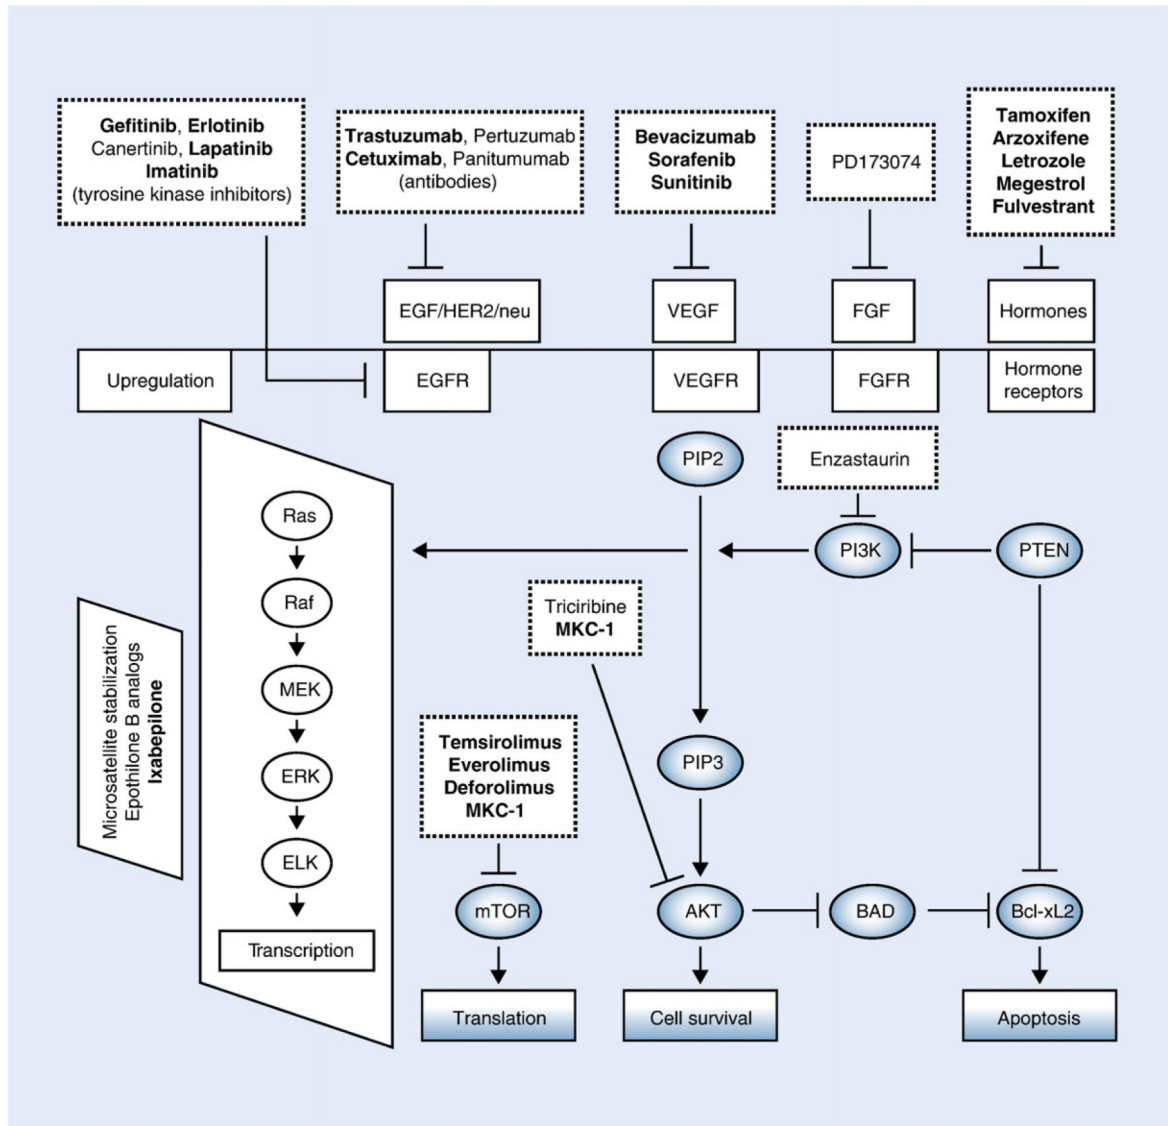 Gefitinib, Erlotinib
Canertinib, Lapatinib
Imatinib
(tyrosine kinase inhibitors)
Trastuzumab, Pertuzumab
Cetuximab, Panitumumab
(antibodies)
Bevacizumab
Sorafenib
Sunitinib
PD173074
Tamoxifen
Arzoxifene
Letrozole
Megestrol
Fulvestrant
EGF/HER2/neu
VEGF
FGF
Hormones
Upregulation
EGFR
VEGFR
FGFR
Hormone
receptors
PIP2
Enzastaurin
Ras
PI3K
PTEN
Raf
Triciribine
MKC-1
Microsatellite stabilization
Epothilone B analogs
Ixabepilone
MEK
Temsirolimus
Everolimus
Deforolimus
MKC-1
PIP3
ERK
ELK
mTOR
AKT
BAD
Bcl-xL2
Transcription
Translation
Cell survival
Apoptosis